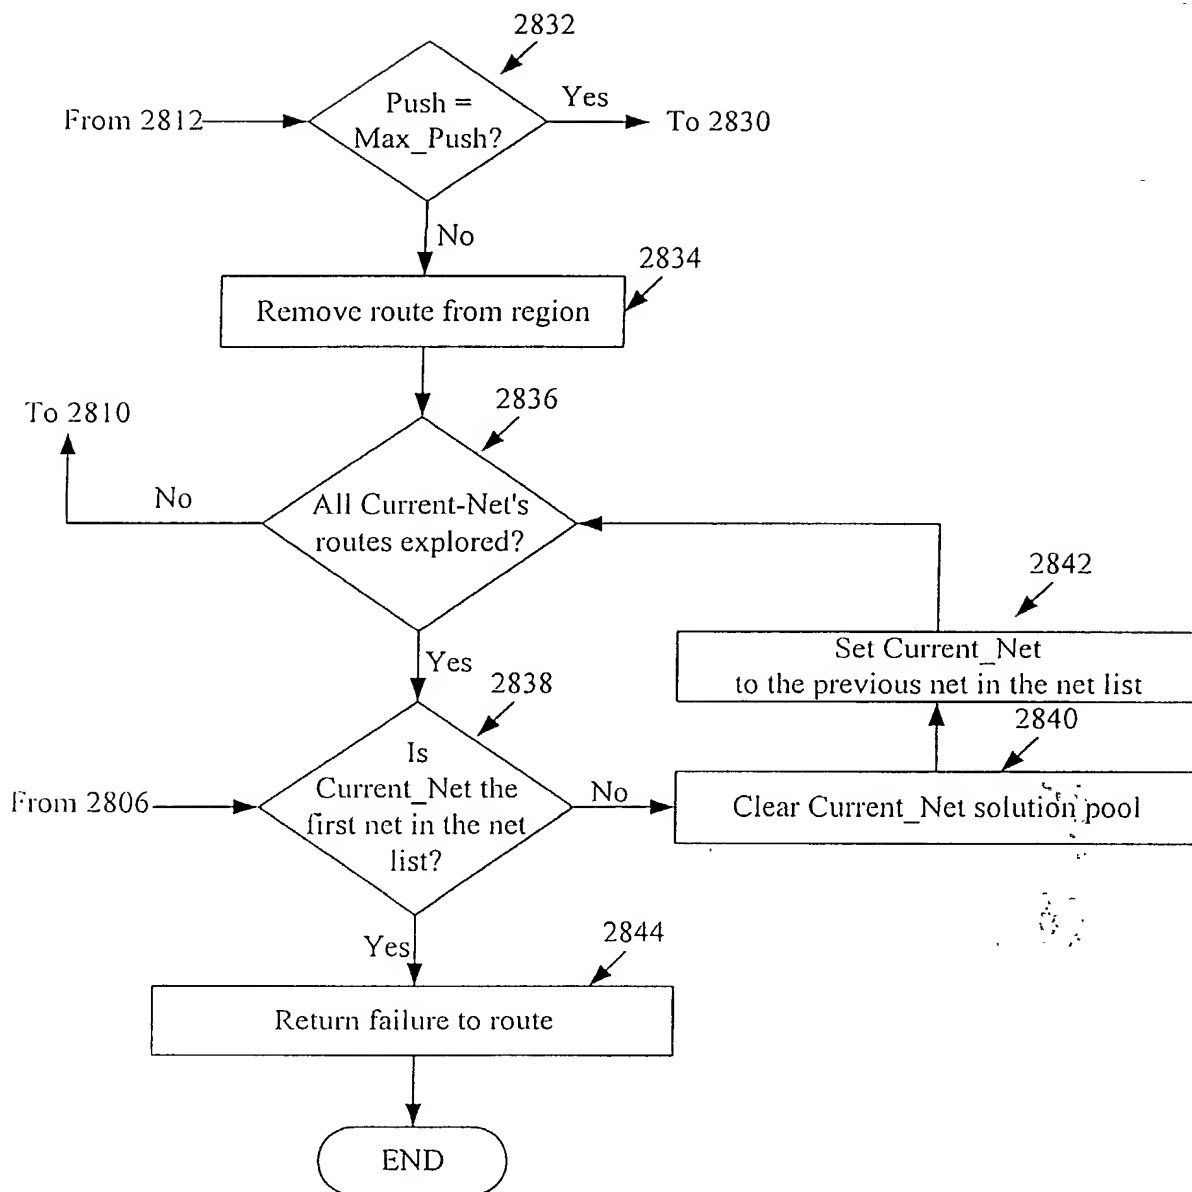 2832
Push =
Max_Push?
From 2812
Yes
To 2830
No
2834
Remove route from region
2836
To 2810
No
All Current-Net's
routes explored?
2842
Set Current_Net
to the previous net in the net list
Yes
2838
2840
Is
Current_Net the
first net in the net
list?
From 2806
No
Clear Current_Net solution pool
Yes
2844
Return failure to route
END